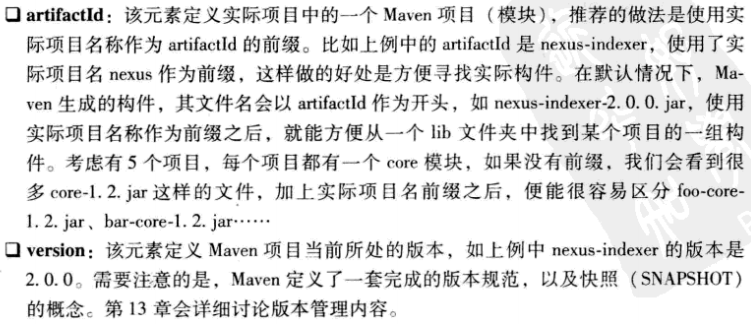 ❑ artifactId：该元素定义实际项目中的一个 Maven 项目（模块），推荐的做法是使用实
际项目名称作为 artifactId 的前缀。比如上例中的 artifactId 是 nexus-indexer，使用了实
际项目名 nexus 作为前缀，这样做的好处是方便寻找实际构件。在默认情况下，Ma-
ven 生成的构件，其文件名会以 artifactId 作为开头，如 nexus-indexer-2.0.0.jar，使用
实际项目名称作为前缀之后，就能方便从一个 lib 文件夹中找到某个项目的一组构
件。考虑有 5 个项目，每个项目都有一个 core 模块，如果没有前缀，我们会看到很
多 core-1.2.jar 这样的文件，加上实际项目名前缀之后，便能很容易区分 foo-core-
1.2.jar、bar-core-1.2.jar……
❑ version：该元素定义 Maven 项目当前所处的版本，如上例中 nexus-indexer 的版本是
2.0.0。需要注意的是，Maven 定义了一套完成的版本规范，以及快照（SNAPSHOT）
的概念。第 13 章会详细讨论版本管理内容。